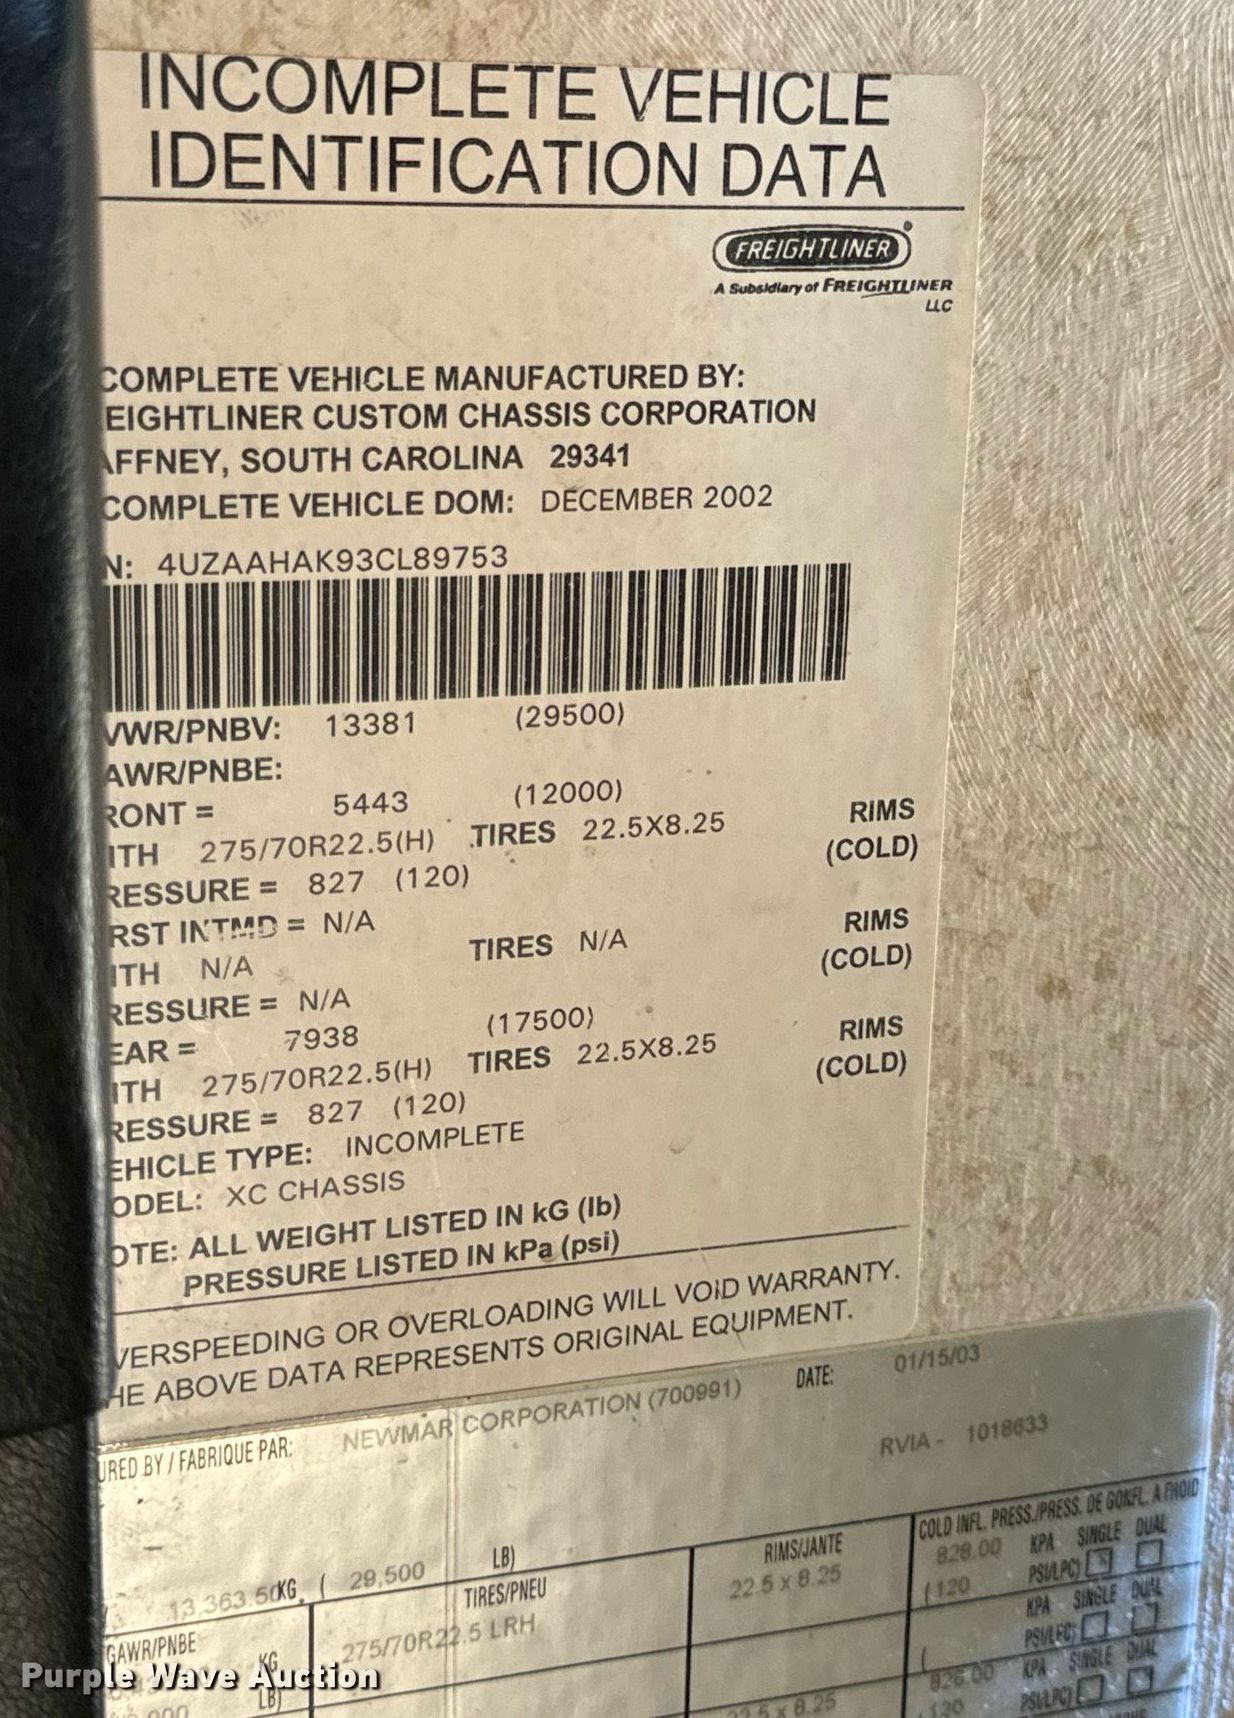 INCOMPLETE VEHICLE
IDENTIFICATION DATA
FREIGHTLINER
A Subsidiary of FREIGHTLINER
LLC
COMPLETE VEHICLE MANUFACTURED BY:
EIGHTLINER CUSTOM CHASSIS CORPORATION
AFFNEY, SOUTH CAROLINA 29341
COMPLETE VEHICLE DOM: DECEMBER 2002
N: 4UZAAHAK93CL89753
VWR/PNBV: 13381 (29500)
AWR/PNBE:
RONT = 5443 (12000)
ITH 275/70R22.5(H) TIRES 22.5X8.25 RIMS
RESSURE = 827 (120) (COLD)
RST INTMD = N/A
ITH N/A TIRES N/A RIMS
RESSURE = N/A (COLD)
EAR = 7938 (17500)
ITH 275/70R22.5(H) TIRES 22.5X8.25 RIMS
RESSURE = 827 (120) (COLD)
EHICLE TYPE: INCOMPLETE
ODEL: XC CHASSIS
OTE: ALL WEIGHT LISTED IN kG (lb)
PRESSURE LISTED IN kPa (psi)
VERSPEEDING OR OVERLOADING WILL VOID WARRANTY.
HE ABOVE DATA REPRESENTS ORIGINAL EQUIPMENT.
URED BY / FABRIQUE PAR: NEWMAR CORPORATION (700991) DATE: 01/15/03
RVIA - 1018633
13,363.50 KG ( 29,500 LB)
GAWR/PNBE TIRES/PNEU RIMS/JANTE COLD INFL. PRESS./PRESS. DE GONFL. A FROID
KG 275/70R22.5 LRH 22.5 x 8.25 828.00 KPA SINGLE DUAL
LB) ( 120 PSI/LPC)
KPA SINGLE DUAL
( PSI/LPC)
22.5 x 8.25 826.00 KPA SINGLE DUAL
120 PSI/LPC)
Purple Wave Auction